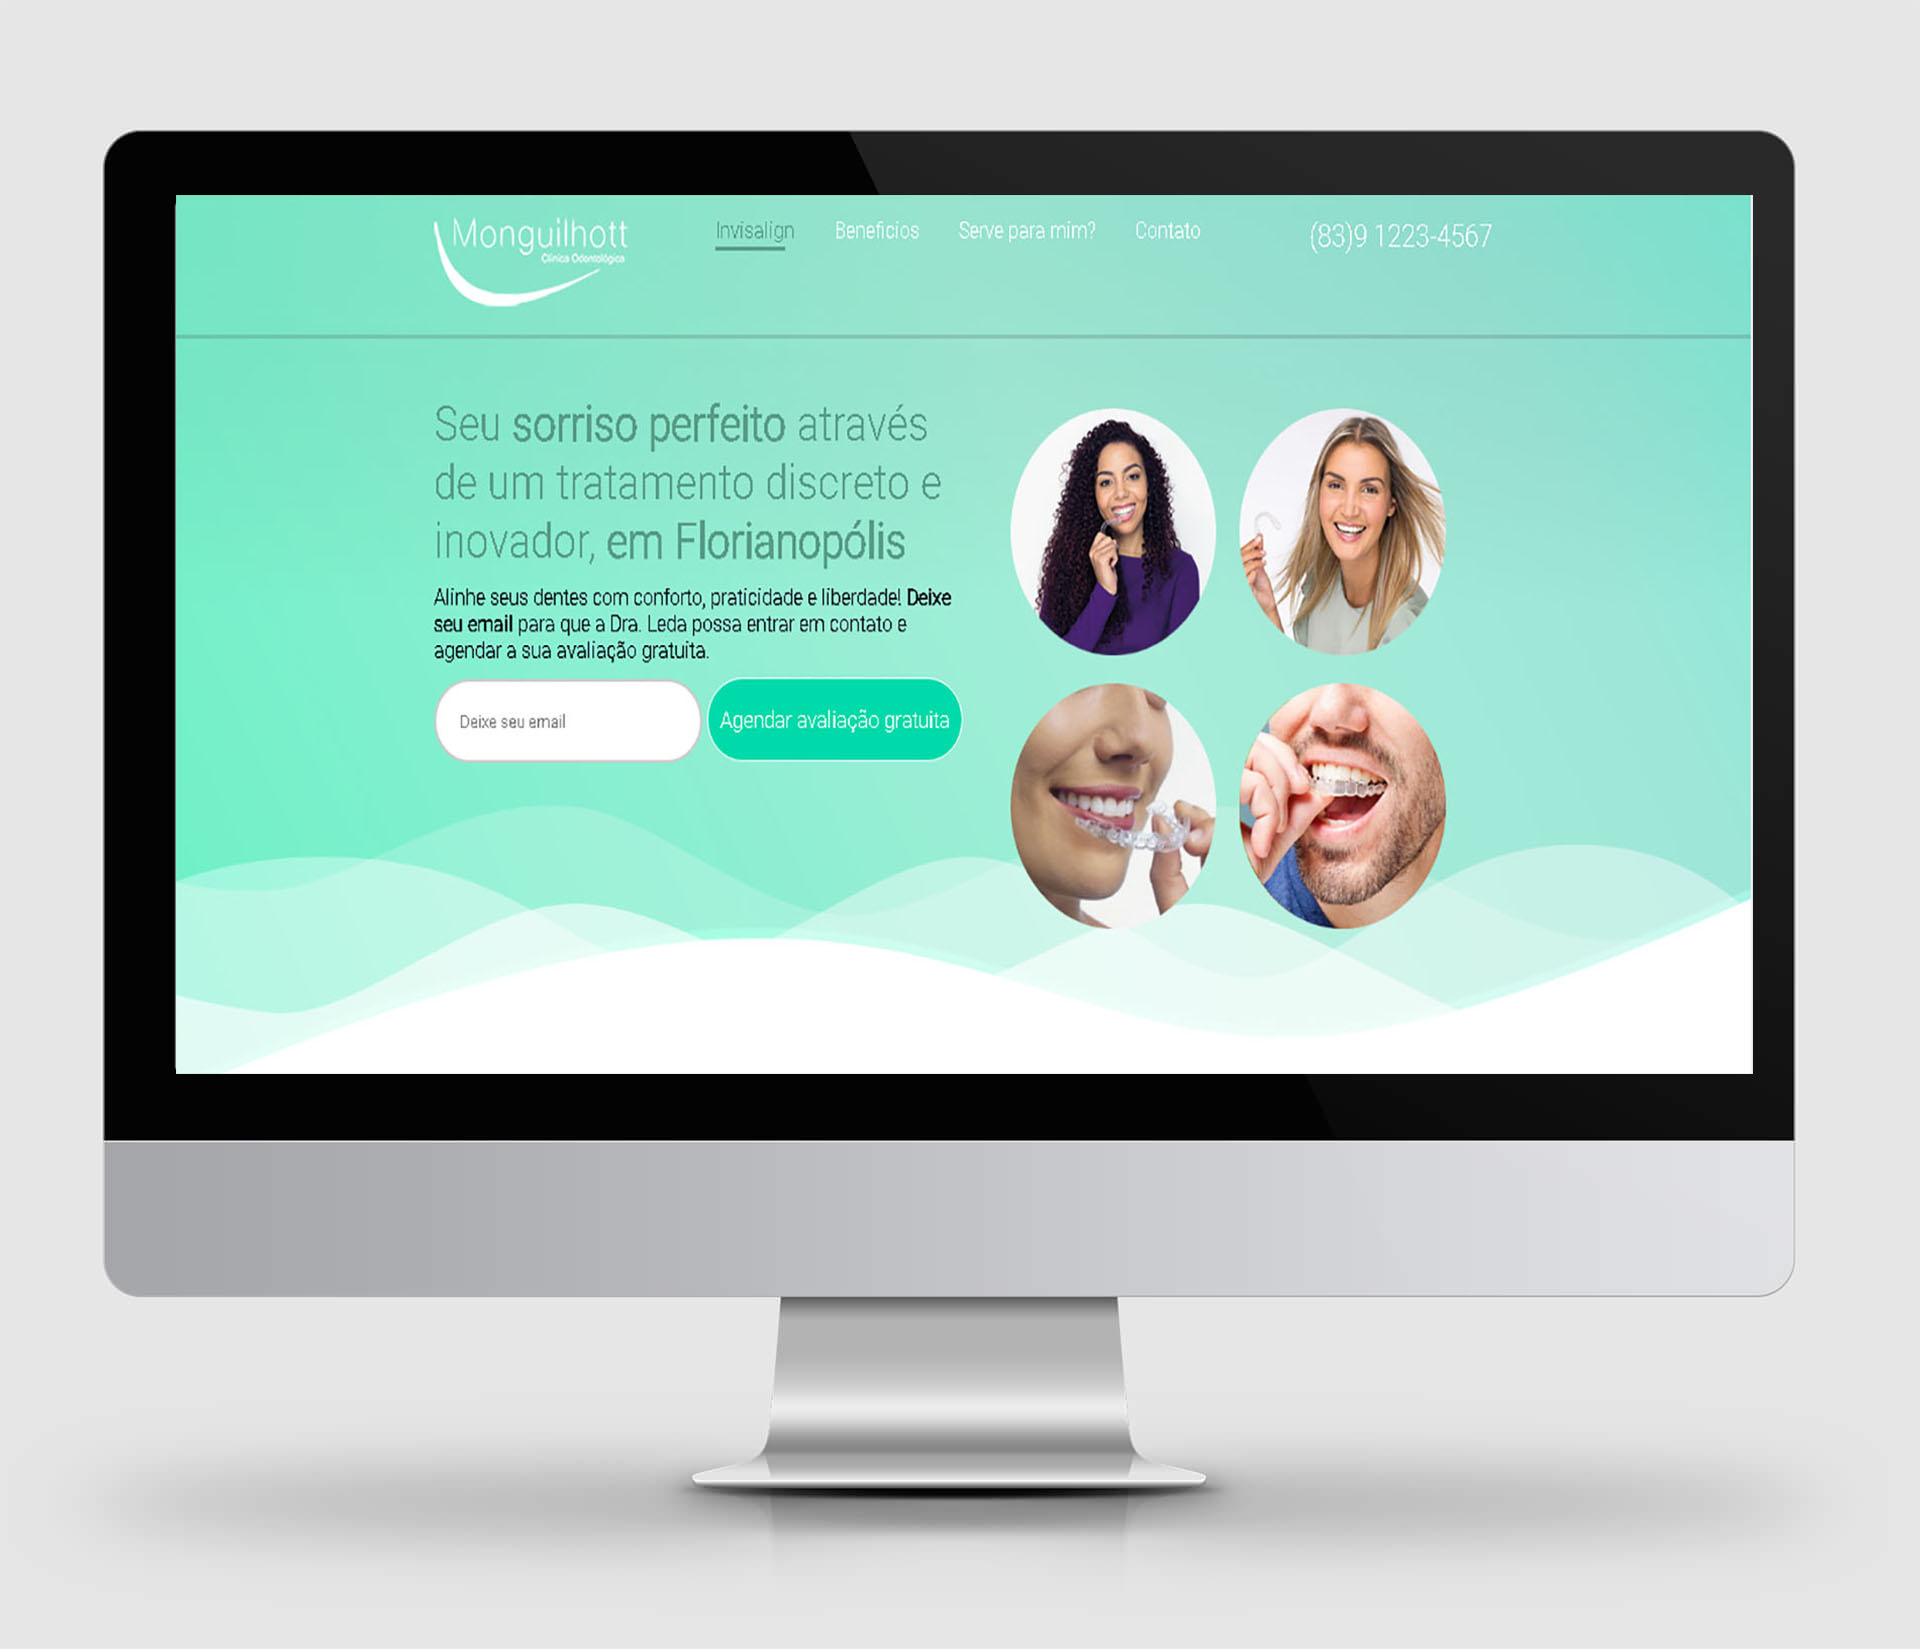 Monguilhott
Clínica Odontológica
Invisalign
Beneficios
Serve para mim?
Contato
(83)9 1223-4567
Seu sorriso perfeito através
de um tratamento discreto e
inovador, em Florianopólis
Alinhe seus dentes com conforto, praticidade e liberdade! Deixe
seu email para que a Dra. Leda possa entrar em contato e
agendar a sua avaliação gratuita.
Deixe seu email
Agendar avaliação gratuita